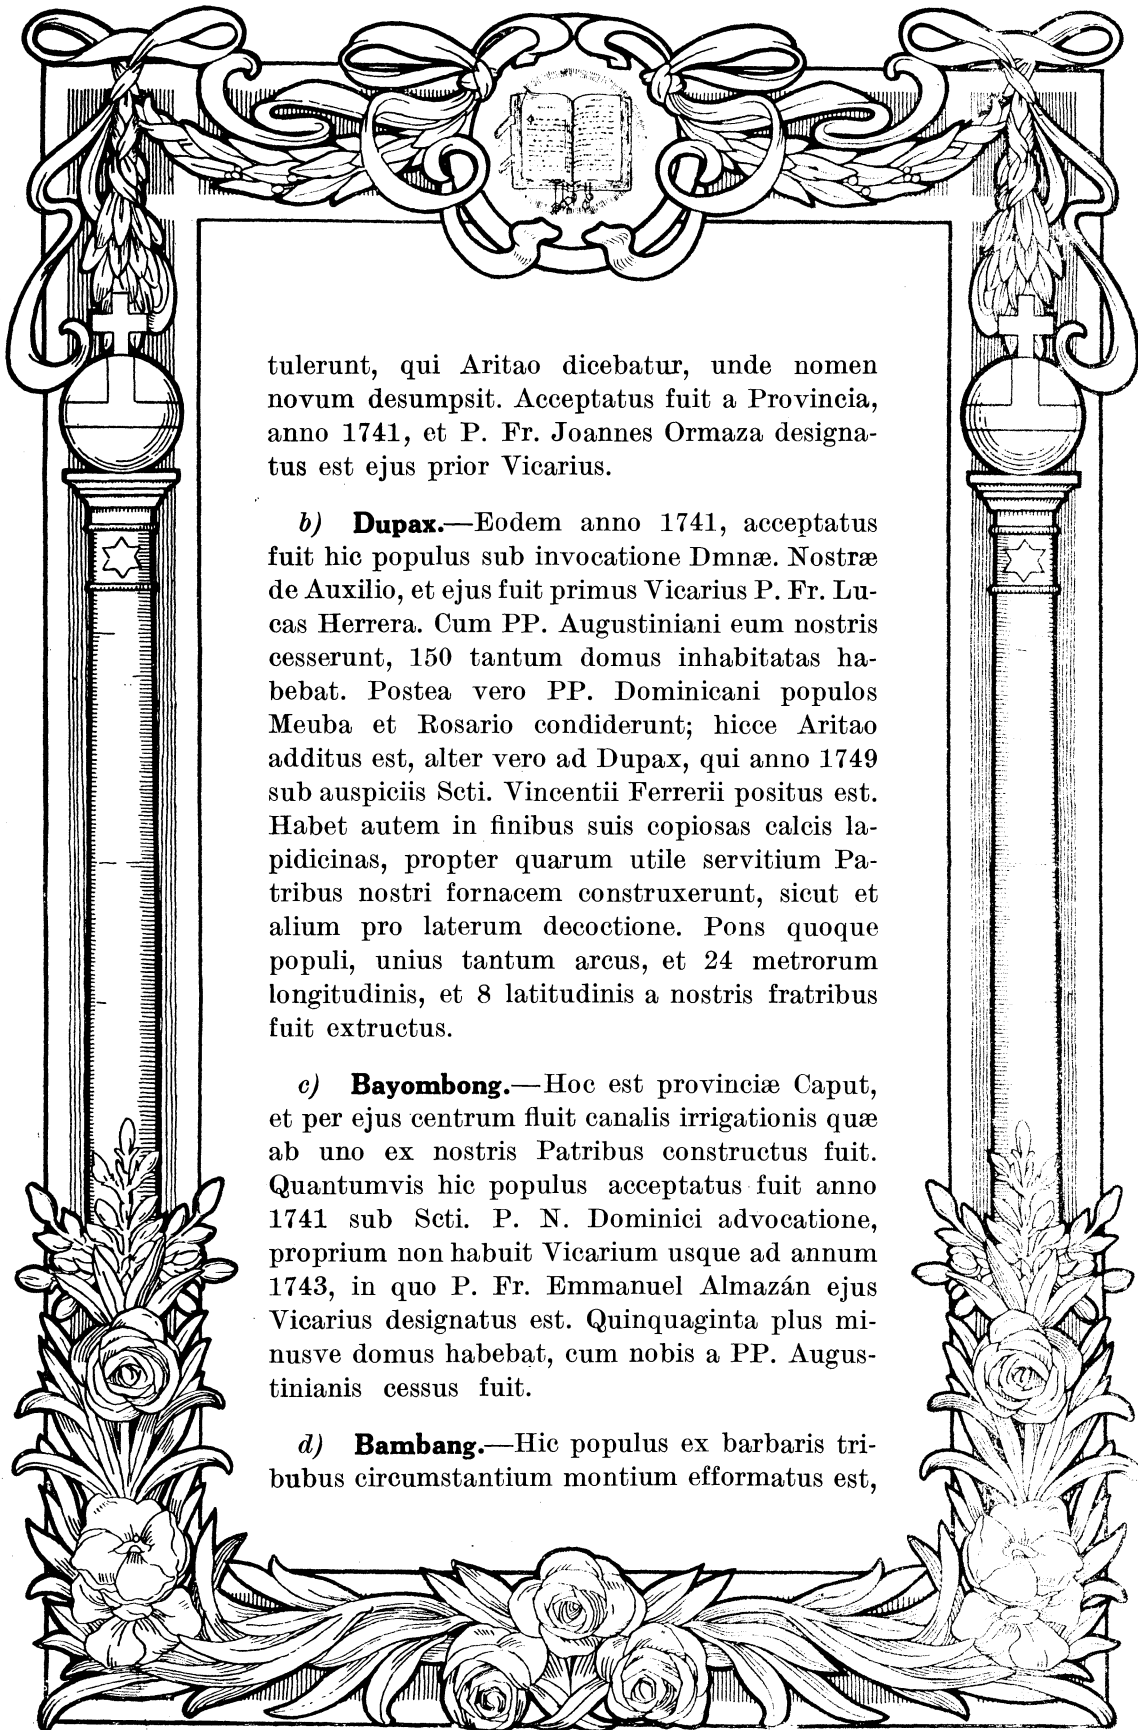 tulerunt, qui Aritao dicebatur, unde nomen
novum desumpsit. Acceptatus fuit a Provincia,
anno 1741, et P. Fr. Joannes Ormaza designa-
tus est ejus prior Vicarius.
b) Dupax.—Eodem anno 1741, acceptatus
fuit hic populus sub invocatione Dmnæ. Nostræ
de Auxilio, et ejus fuit primus Vicarius P. Fr. Lu-
cas Herrera. Cum PP. Augustiniani eum nostris
cesserunt, 150 tantum domus inhabitatas ha-
bebat. Postea vero PP. Dominicani populos
Meuba et Rosario condiderunt; hicce Aritao
additus est, alter vero ad Dupax, qui anno 1749
sub auspiciis Scti. Vincentii Ferrerii positus est.
Habet autem in finibus suis copiosas calcis la-
pidicinas, propter quarum utile servitium Pa-
tribus nostri fornacem construxerunt, sicut et
alium pro laterum decoctione. Pons quoque
populi, unius tantum arcus, et 24 metrorum
longitudinis, et 8 latitudinis a nostris fratribus
fuit extructus.
c) Bayombong.—Hoc est provinciæ Caput,
et per ejus centrum fluit canalis irrigationis quæ
ab uno ex nostris Patribus constructus fuit.
Quantumvis hic populus acceptatus fuit anno
1741 sub Scti. P. N. Dominici advocatione,
proprium non habuit Vicarium usque ad annum
1743, in quo P. Fr. Emmanuel Almazán ejus
Vicarius designatus est. Quinquaginta plus mi-
nusve domus habebat, cum nobis a PP. Augus-
tinianis cessus fuit.
d) Bambang.—Hic populus ex barbaris tri-
bubus circumstantium montium efformatus est,